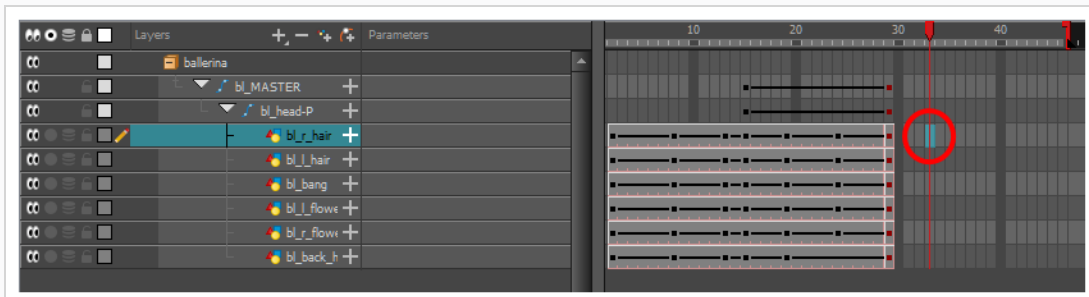 Layers Parameters 10 20 30 40
ballerina
bl_MASTER
bl_head-P
bl_r_hair
bl_l_hair
bl_bang
bl_l_flowe
bl_r_flowe
bl_back_h